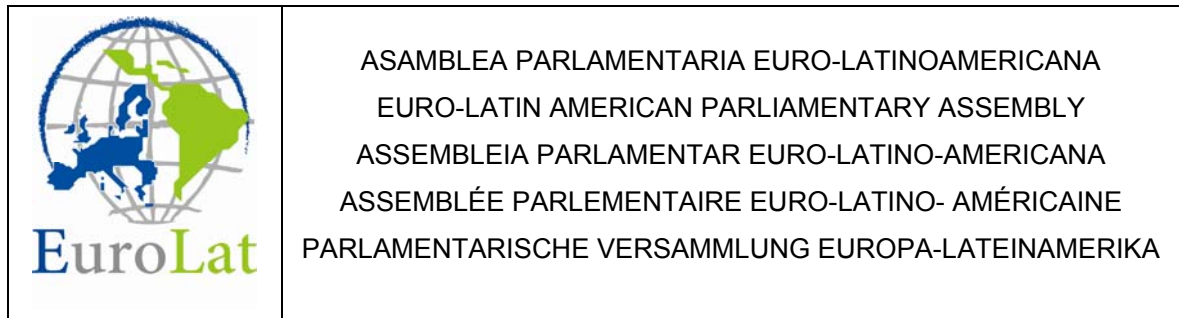 EuroLat
ASAMBLEA PARLAMENTARIA EURO-LATINOAMERICANA
EURO-LATIN AMERICAN PARLIAMENTARY ASSEMBLY
ASSEMBLEIA PARLAMENTAR EURO-LATINO-AMERICANA
ASSEMBLÉE PARLEMENTAIRE EURO-LATINO- AMÉRICAINE
PARLAMENTARISCHE VERSAMMLUNG EUROPA-LATEINAMERIKA